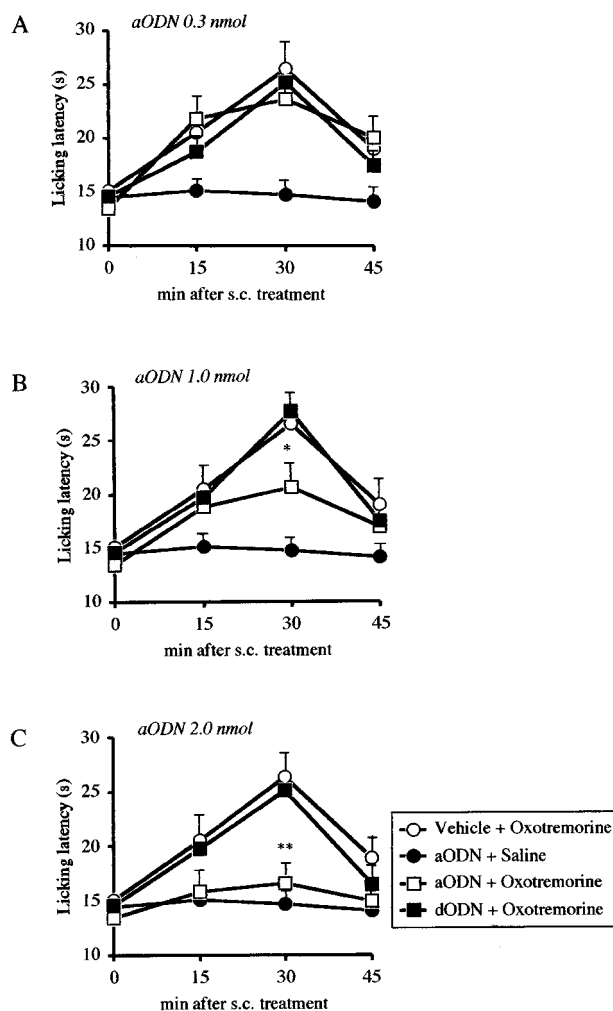 A
aODN 0.3 nmol
Licking latency (s)
30
25
20
15
10
0 15 30 45
min after s.c. treatment
B
aODN 1.0 nmol
Licking latency (s)
30
25
20
15
10
*
0 15 30 45
min after s.c. treatment
C
aODN 2.0 nmol
Licking latency (s)
30
25
20
15
10
**
0 15 30 45
min after s.c. treatment
Vehicle + Oxotremorine
aODN + Saline
aODN + Oxotremorine
dODN + Oxotremorine